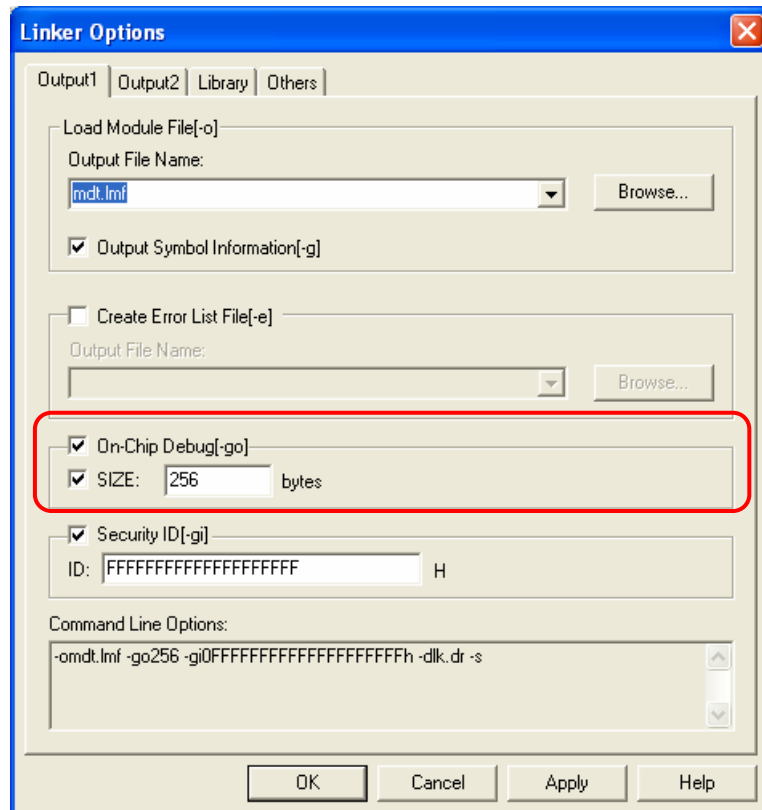 Linker Options
Output1 Output2 Library Others
Load Module File[-o]
Output File Name:
mdt.lmf
Browse...
Output Symbol Information[-g]
Create Error List File[-e]
Output File Name:
Browse...
On-Chip Debug[-go]
SIZE: 256 bytes
Security ID[-gi]
ID: FFFFFFFFFFFFFFFFFFFF H
Command Line Options:
-omdt.lmf -go256 -gi0FFFFFFFFFFFFFFFFFFFFh -dlk.dr -s
OK Cancel Apply Help